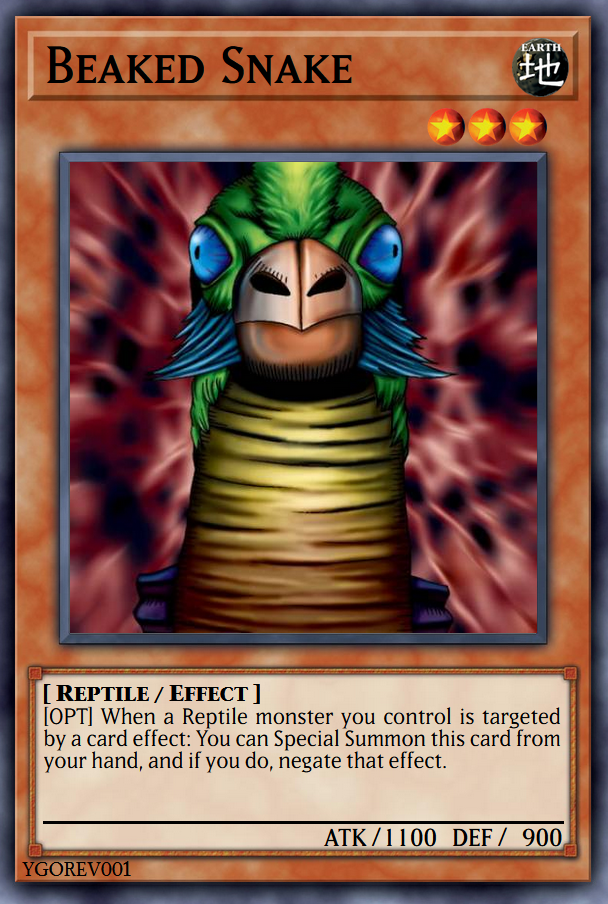 Beaked Snake
EARTH
地
[ Reptile / Effect ]
[OPT] When a Reptile monster you control is targeted
by a card effect: You can Special Summon this card from
your hand, and if you do, negate that effect.
ATK / 1100 DEF / 900
YGOREV001